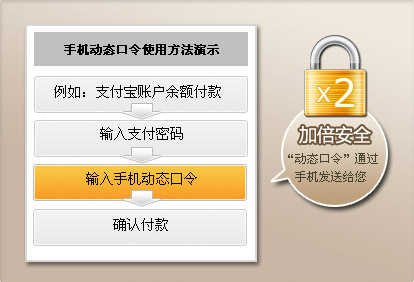 手机动态口令使用方法演示
例如：支付宝账户余额付款
输入支付密码
输入手机动态口令
确认付款
x2
加倍安全
“动态口令”通过
手机发送给您